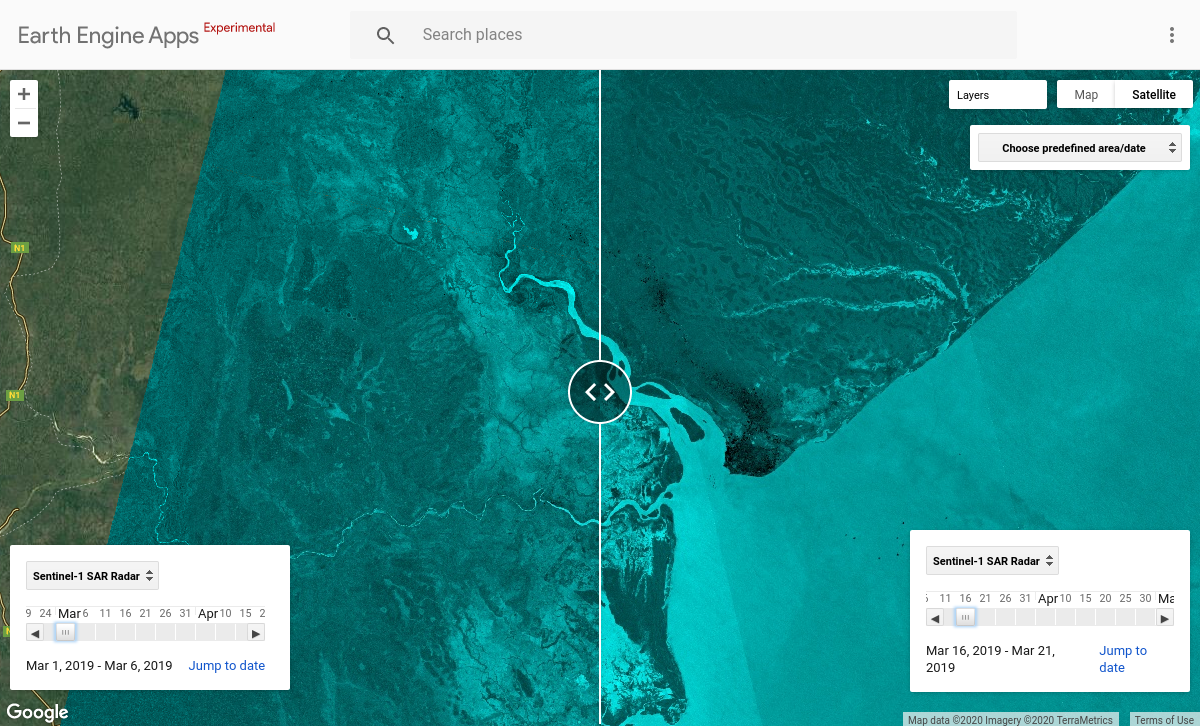 Earth Engine Apps Experimental
Search places
+
−
Layers
Map Satellite
Choose predefined area/date
N1
N1
Sentinel-1 SAR Radar
9 24 Mar 6 11 16 21 26 31 Apr 10 15 2
Mar 1, 2019 - Mar 6, 2019 Jump to date
Sentinel-1 SAR Radar
11 16 21 26 31 Apr 10 15 20 25 30 Ma
Mar 16, 2019 - Mar 21, 2019
Jump to date
Google
Map data ©2020 Imagery ©2020 TerraMetrics Terms of Use